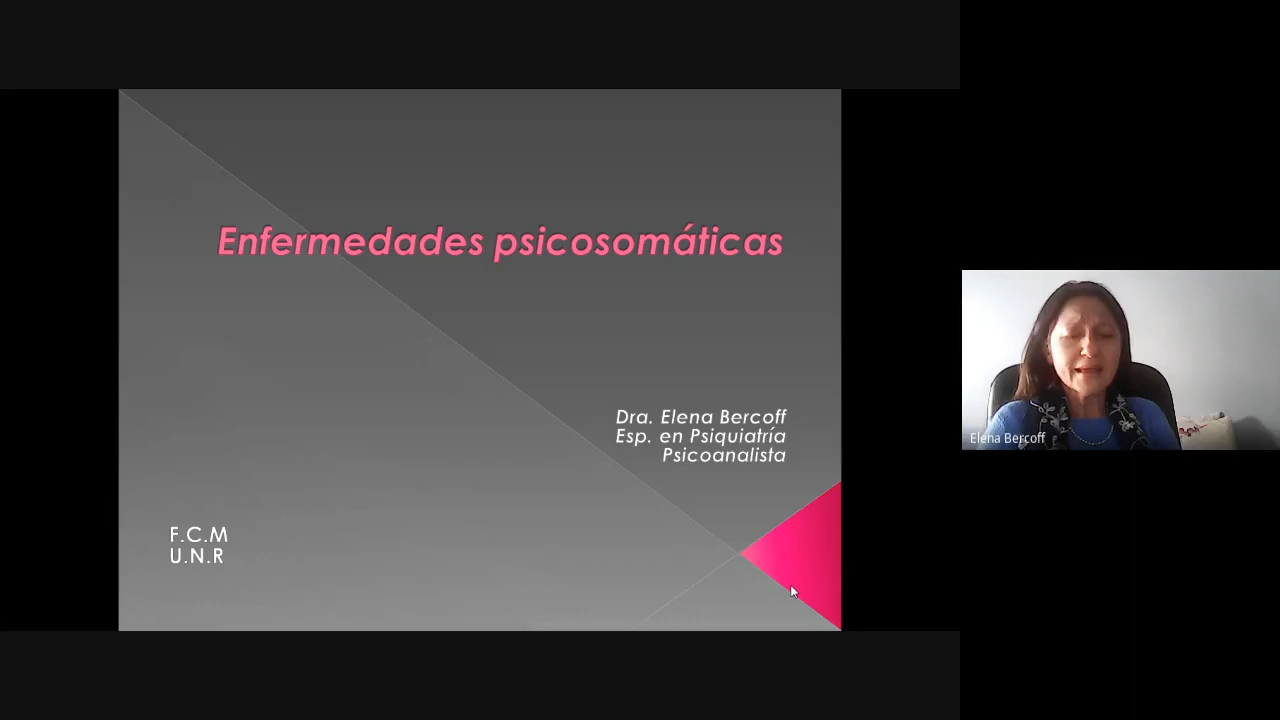 Enfermedades psicosomáticas
Dra. Elena Bercoff
Esp. en Psiquiatría
Psicoanalista
F.C.M
U.N.R
Elena Bercoff